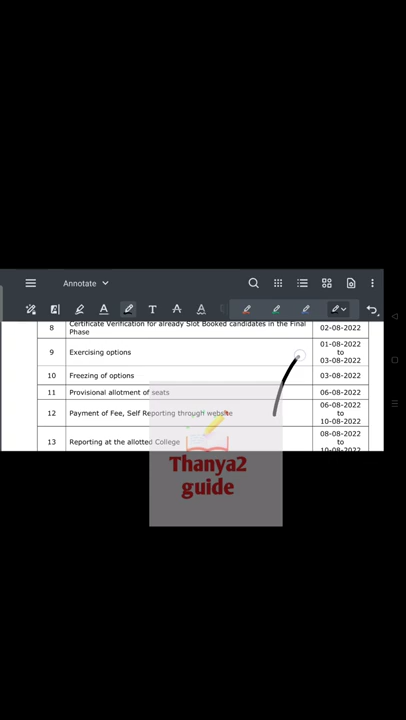 Annotate
8 Certificate Verification for already Slot Booked candidates in the Final Phase 02-08-2022
9 Exercising options 01-08-2022 to 03-08-2022
10 Freezing of options 03-08-2022
11 Provisional allotment of seats 06-08-2022
12 Payment of Fee, Self Reporting through website 06-08-2022 to 10-08-2022
13 Reporting at the allotted College 08-08-2022 to 10-08-2022
Thanya2
guide